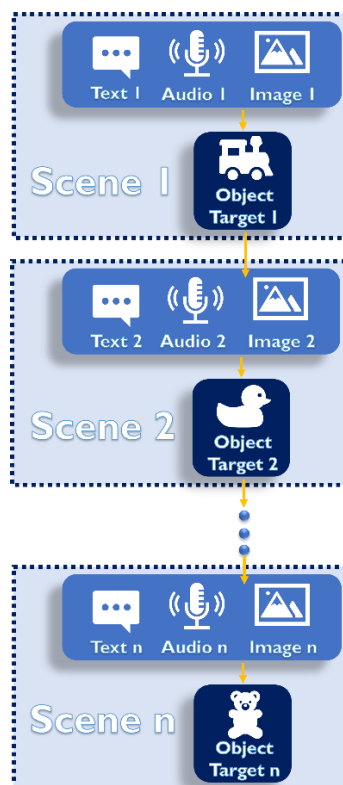 Text 1 Audio 1 Image 1
Scene 1
Object
Target 1
Text 2 Audio 2 Image 2
Scene 2
Object
Target 2
Text n Audio n Image n
Scene n
Object
Target n